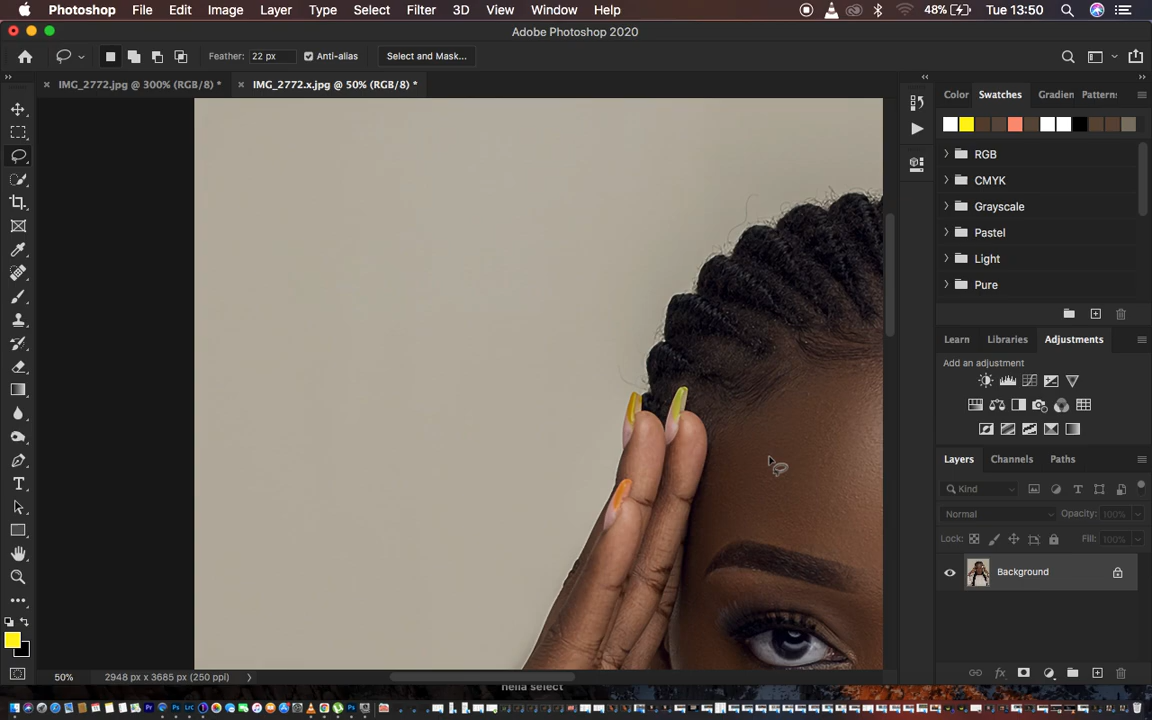 Photoshop File Edit Image Layer Type Select Filter 3D View Window Help 48% Tue 13:50
Adobe Photoshop 2020
Feather: 22 px Anti-alias Select and Mask...
IMG_2772.jpg @ 300% (RGB/8) * IMG_2772.x.jpg @ 50% (RGB/8) *
Color Swatches Gradien Pattern:
RGB
CMYK
Grayscale
Pastel
Light
Pure
Learn Libraries Adjustments
Add an adjustment
Layers Channels Paths
Kind
Normal Opacity: 100%
Lock: Fill: 100%
Background
50% 2948 px x 3685 px (250 ppi)
hella select